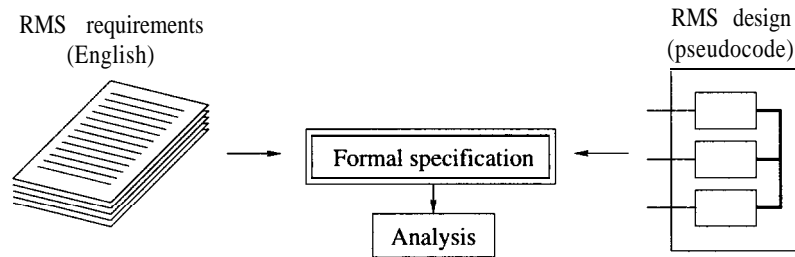 RMS requirements
(English)
RMS design
(pseudocode)
Formal specification
Analysis